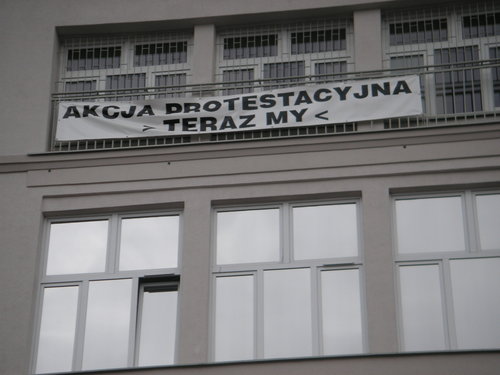 AKCJA PROTESTACYJNA
> TERAZ MY <